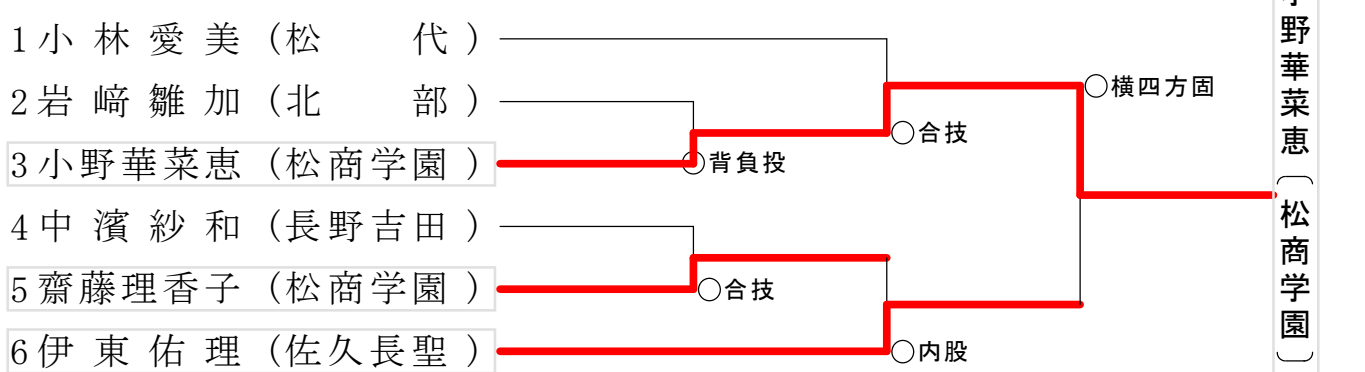 1 小林愛美 (松代)
○横四方固
2 岩﨑雛加 (北部)
○合技
3 小野華菜恵 (松商学園)
○背負投
4 中濱紗和 (長野吉田)
5 齋藤理香子 (松商学園)
○合技
6 伊東佑理 (佐久長聖)
○内股
野華菜恵(松商学園)